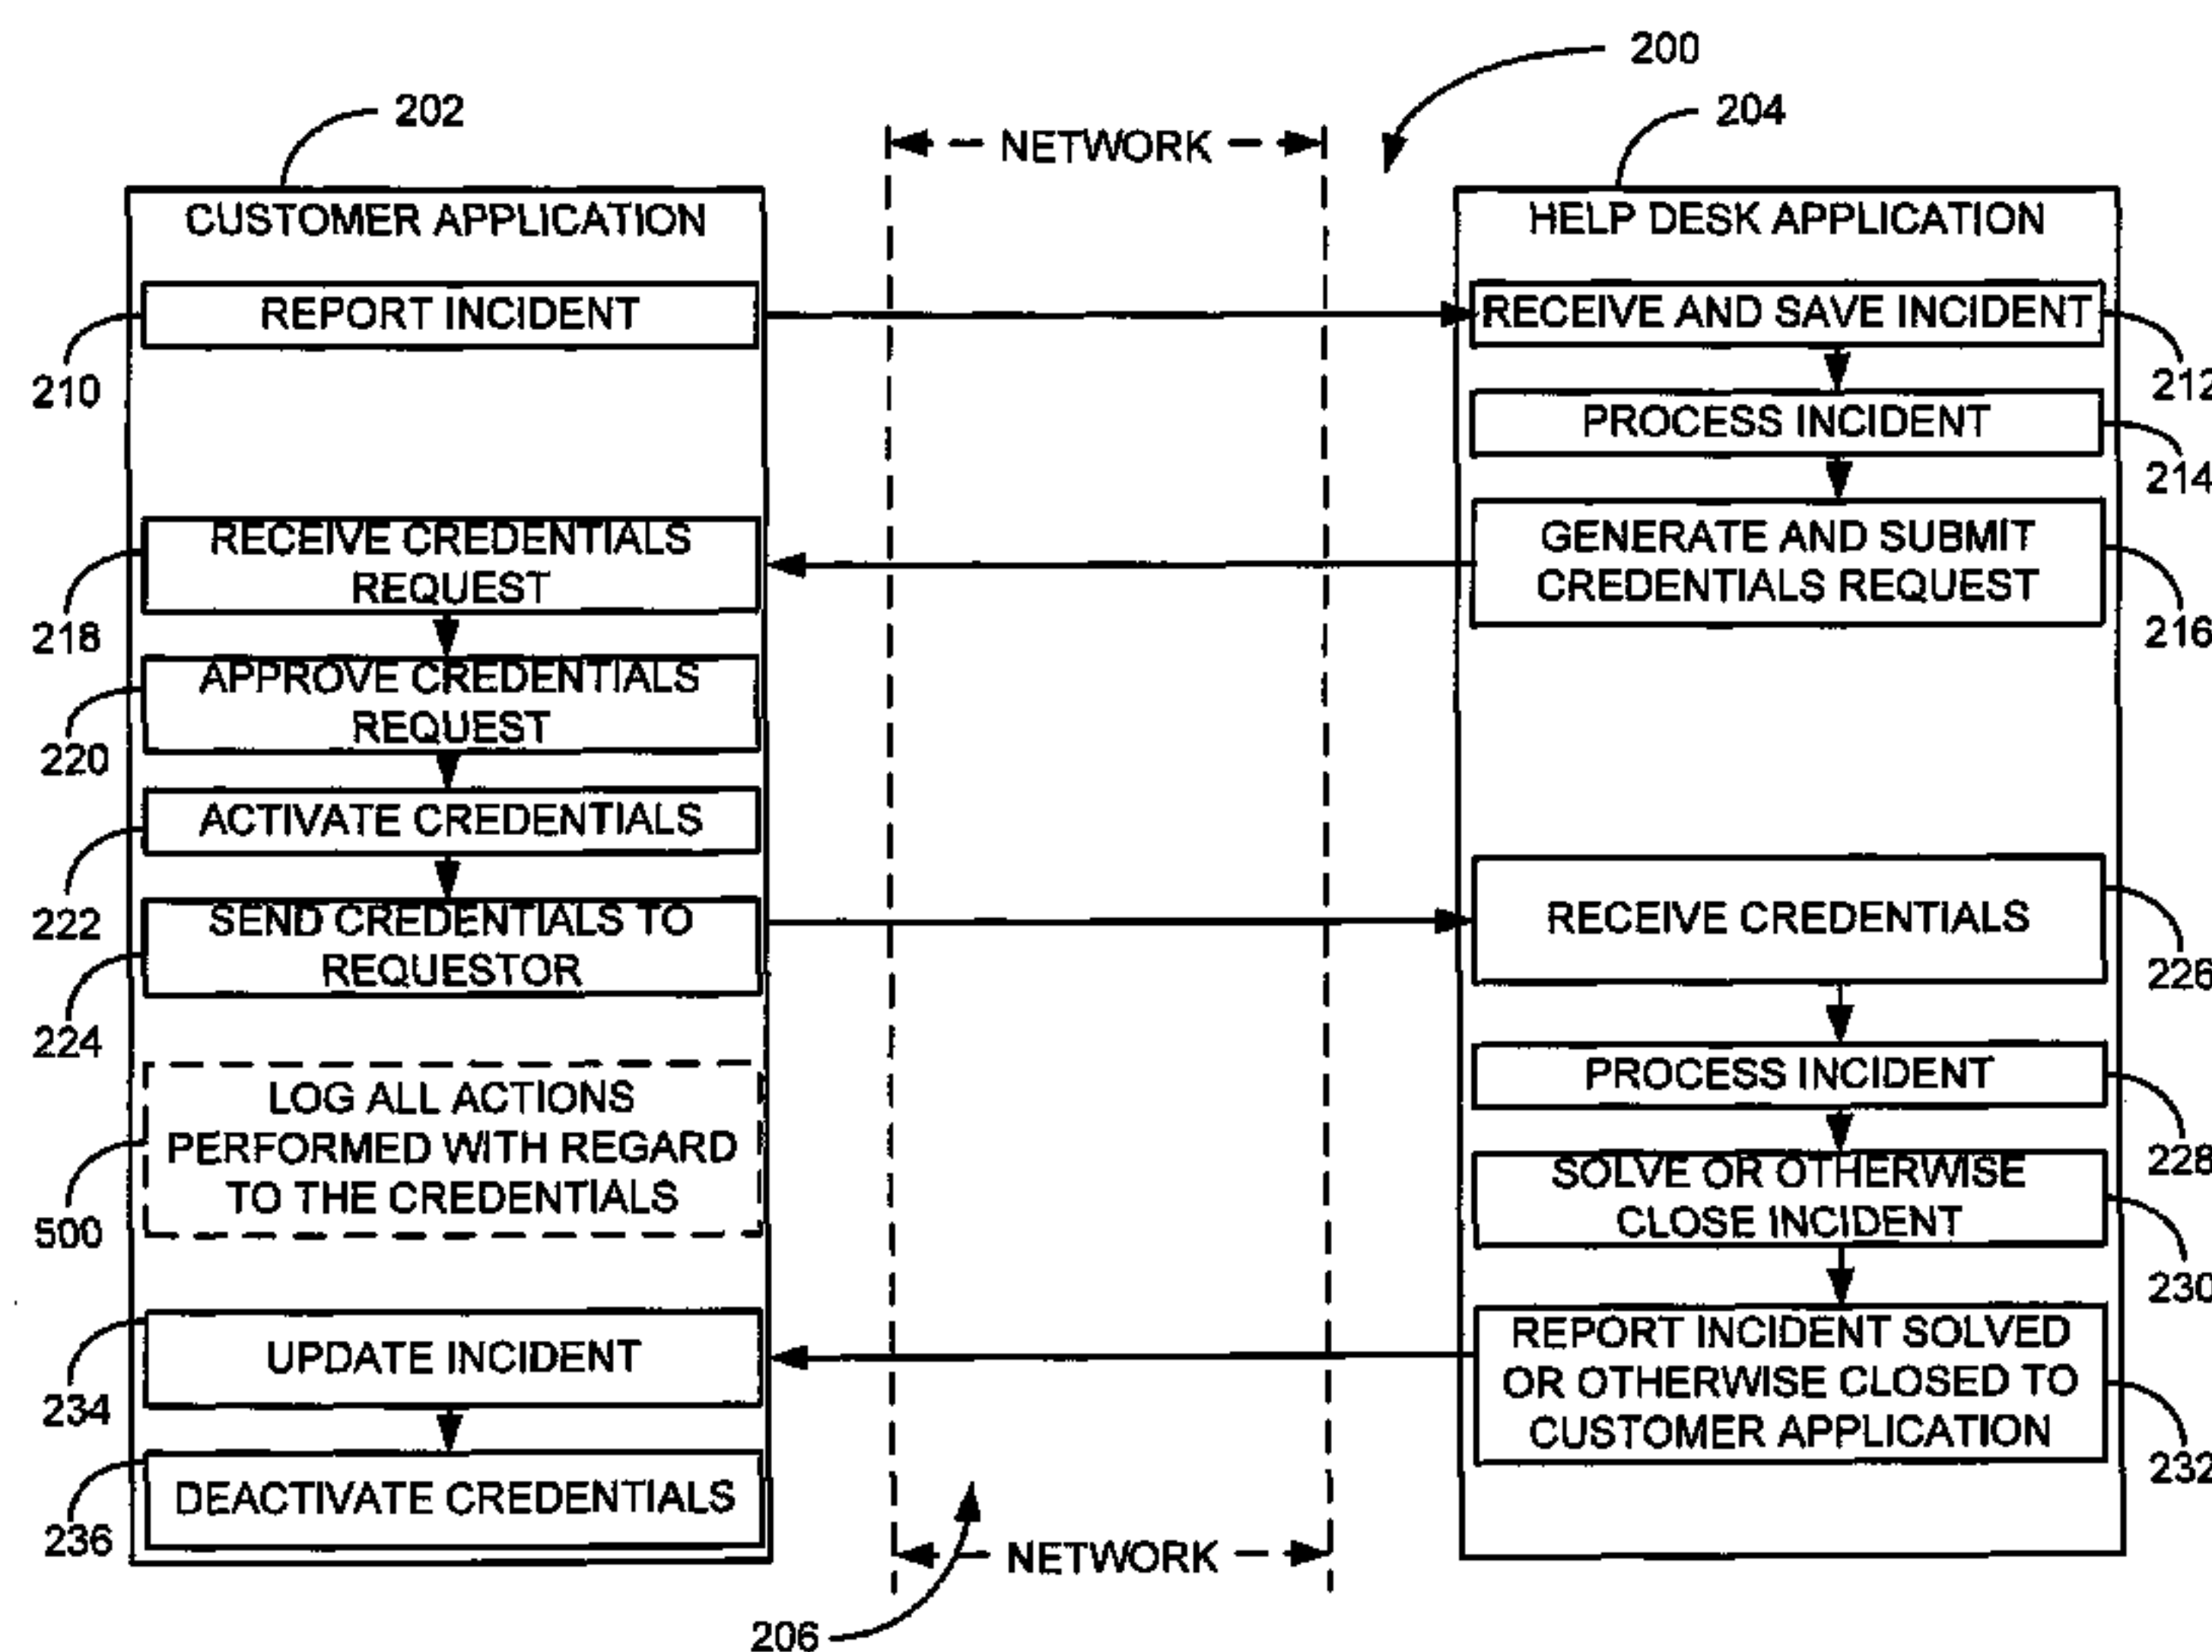 200
202
204
NETWORK
CUSTOMER APPLICATION
HELP DESK APPLICATION
REPORT INCIDENT
RECEIVE AND SAVE INCIDENT
210
212
PROCESS INCIDENT
214
RECEIVE CREDENTIALS
REQUEST
GENERATE AND SUBMIT
CREDENTIALS REQUEST
218
216
APPROVE CREDENTIALS
REQUEST
220
ACTIVATE CREDENTIALS
222
SEND CREDENTIALS TO
REQUESTOR
RECEIVE CREDENTIALS
224
226
LOG ALL ACTIONS
PERFORMED WITH REGARD
TO THE CREDENTIALS
500
PROCESS INCIDENT
228
SOLVE OR OTHERWISE
CLOSE INCIDENT
230
UPDATE INCIDENT
REPORT INCIDENT SOLVED
OR OTHERWISE CLOSED TO
CUSTOMER APPLICATION
234
232
DEACTIVATE CREDENTIALS
236
NETWORK
206